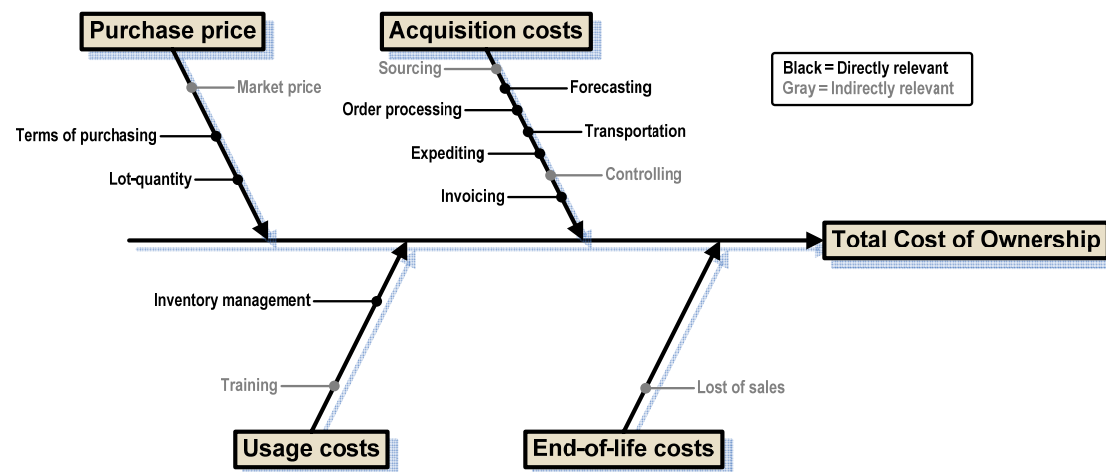 Purchase price
Acquisition costs
Sourcing
Black = Directly relevant
Gray = Indirectly relevant
Market price
Forecasting
Order processing
Terms of purchasing
Transportation
Expediting
Lot-quantity
Controlling
Invoicing
Total Cost of Ownership
Inventory management
Training
Lost of sales
Usage costs
End-of-life costs